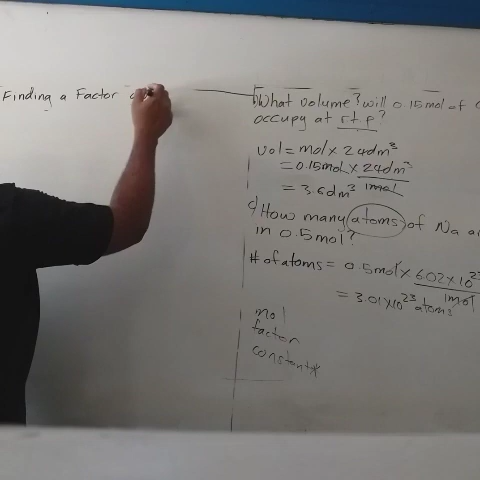 Finding a Factor
b) What volume? will 0.15mol of
occupy at r.t.p?
vol = mol x 24dm³
= 0.15mol x 24dm³
1mol
= 3.6dm³
c) How many atoms of Na
in 0.5mol?
# of atoms = 0.5mol x 6.02 x 10²³
1mol
= 3.01 x 10²³ atoms
mol
factor
constant*